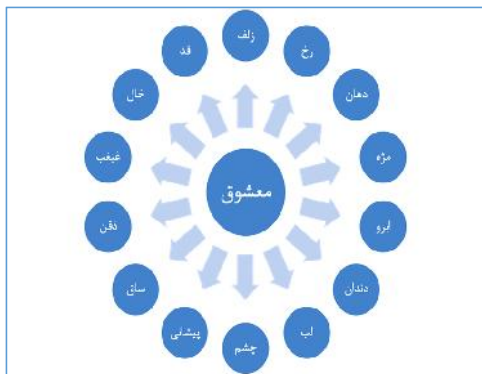 معشوق
زلف
رخ
دهان
مژه
ابرو
دندان
لب
چشم
پیشانی
ساق
ذقن
غبغب
خال
قد